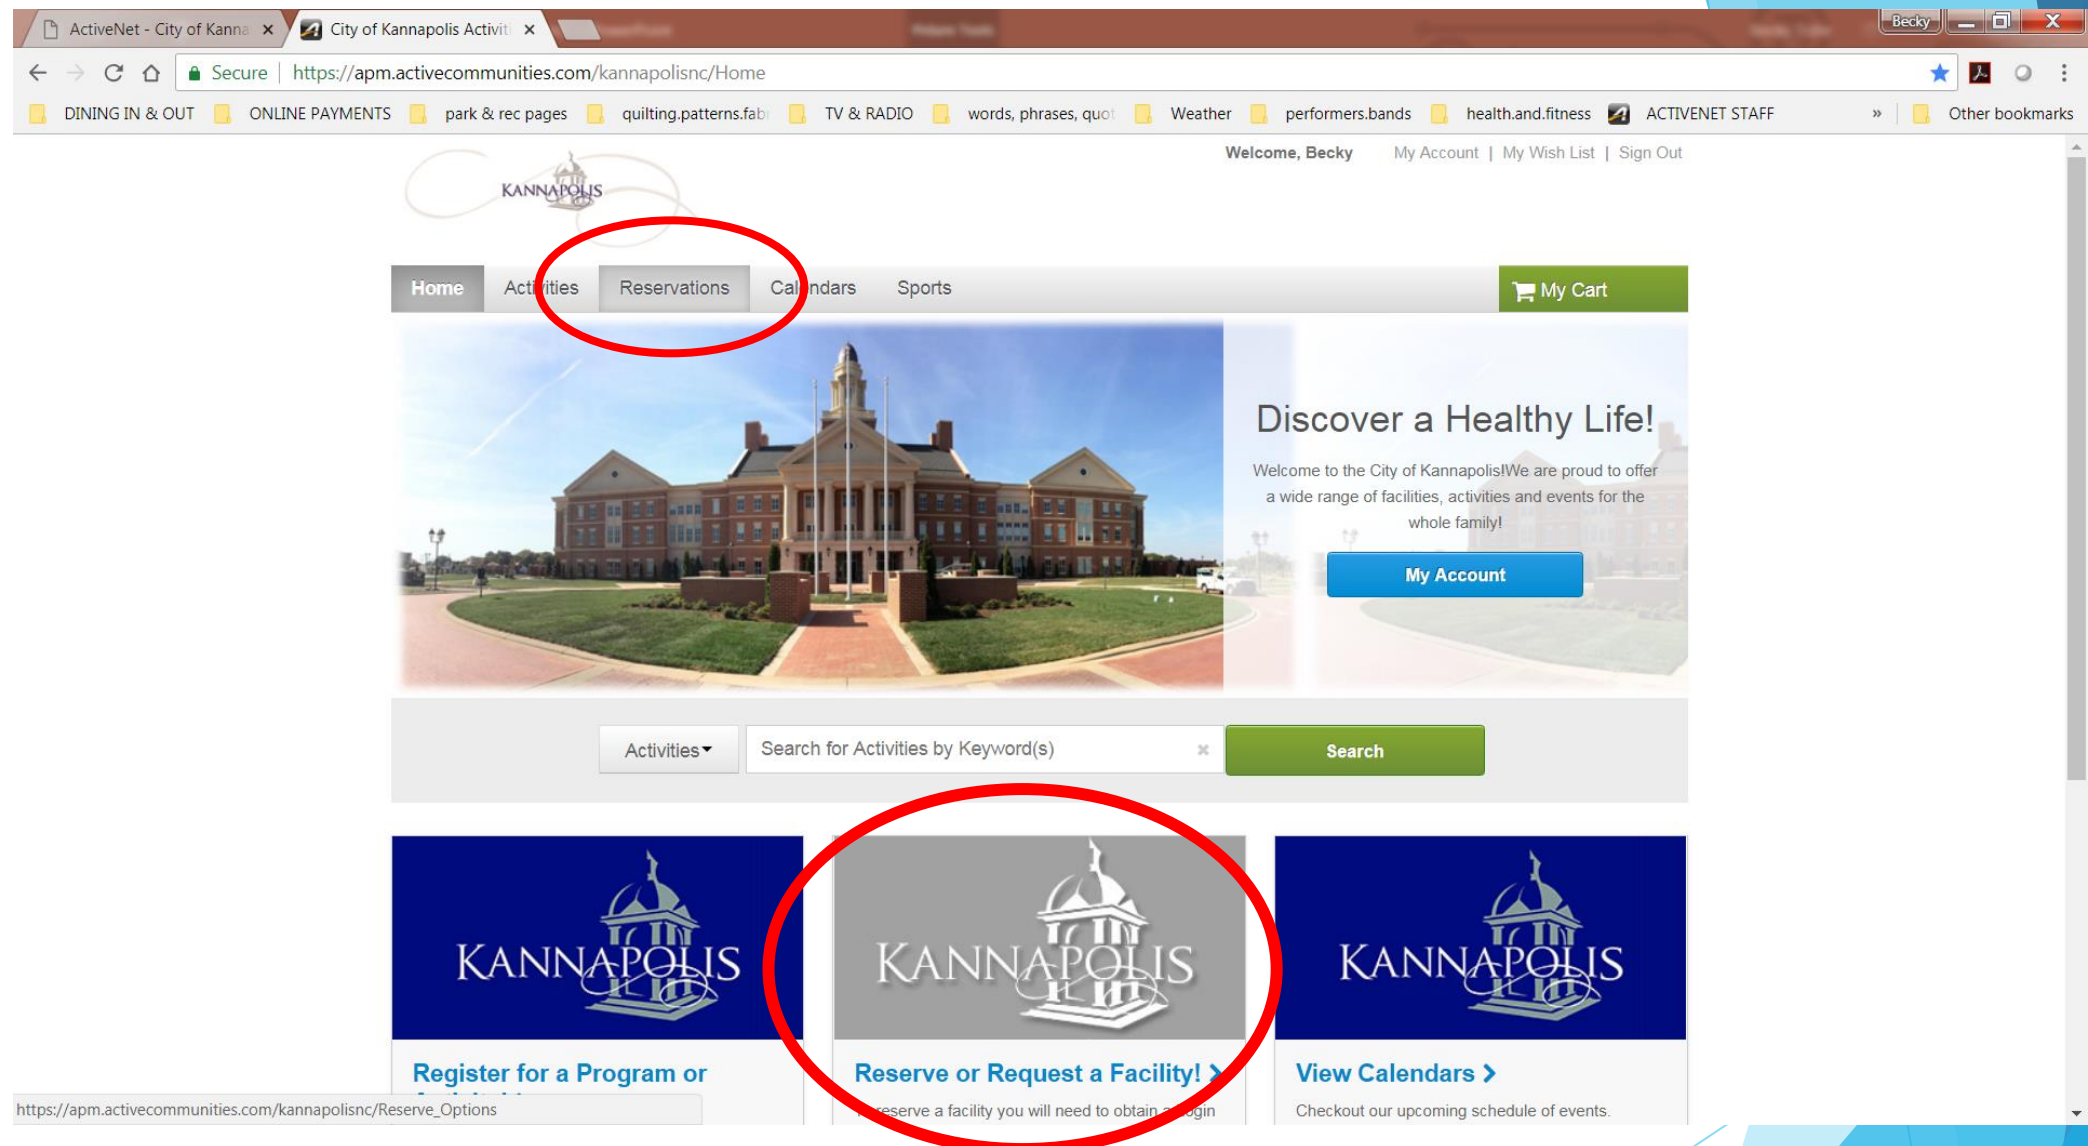 ActiveNet - City of Kanna
City of Kannapolis Activiti
Becky
Secure
https://apm.activecommunities.com/kannapolisnc/Home
DINING IN & OUT
ONLINE PAYMENTS
park & rec pages
quilting.patterns.fab
TV & RADIO
words, phrases, quot
Weather
performers.bands
health.and.fitness
ACTIVENET STAFF
»
Other bookmarks
KANNAPOLIS
Welcome, Becky My Account | My Wish List | Sign Out
Home Activities Reservations Calendars Sports
My Cart
Discover a Healthy Life!
Welcome to the City of Kannapolis!We are proud to offer
a wide range of facilities, activities and events for the
whole family!
My Account
Activities
Search for Activities by Keyword(s)
Search
KANNAPOLIS
KANNAPOLIS
KANNAPOLIS
Register for a Program or
Reserve or Request a Facility!
reserve a facility you will need to obtain a login
View Calendars
Checkout our upcoming schedule of events.
https://apm.activecommunities.com/kannapolisnc/Reserve_Options